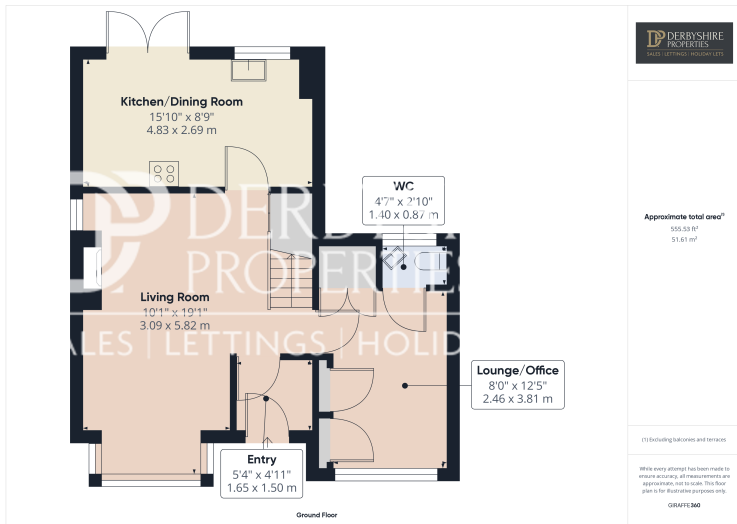 Kitchen/Dining Room
15'10" x 8'9"
4.83 x 2.69 m
WC
4'7" x 2'10"
1.40 x 0.87 m
DERBYSHIRE
PROPERTIES
SALES | LETTINGS | HOLIDAY LETS
Approximate total area⁽¹⁾
555.53 ft²
51.61 m²
DERBYSHIRE
PROPERTIES
ALES | LETTINGS | HOLID
Living Room
10'1" x 19'1"
3.09 x 5.82 m
Lounge/Office
8'0" x 12'5"
2.46 x 3.81 m
Entry
5'4" x 4'11"
1.65 x 1.50 m
Ground Floor
(1) Excluding balconies and terraces
While every attempt has been made to
ensure accuracy, all measurements are
approximate, not to scale. This floor
plan is for illustrative purposes only.
GIRAFFE360